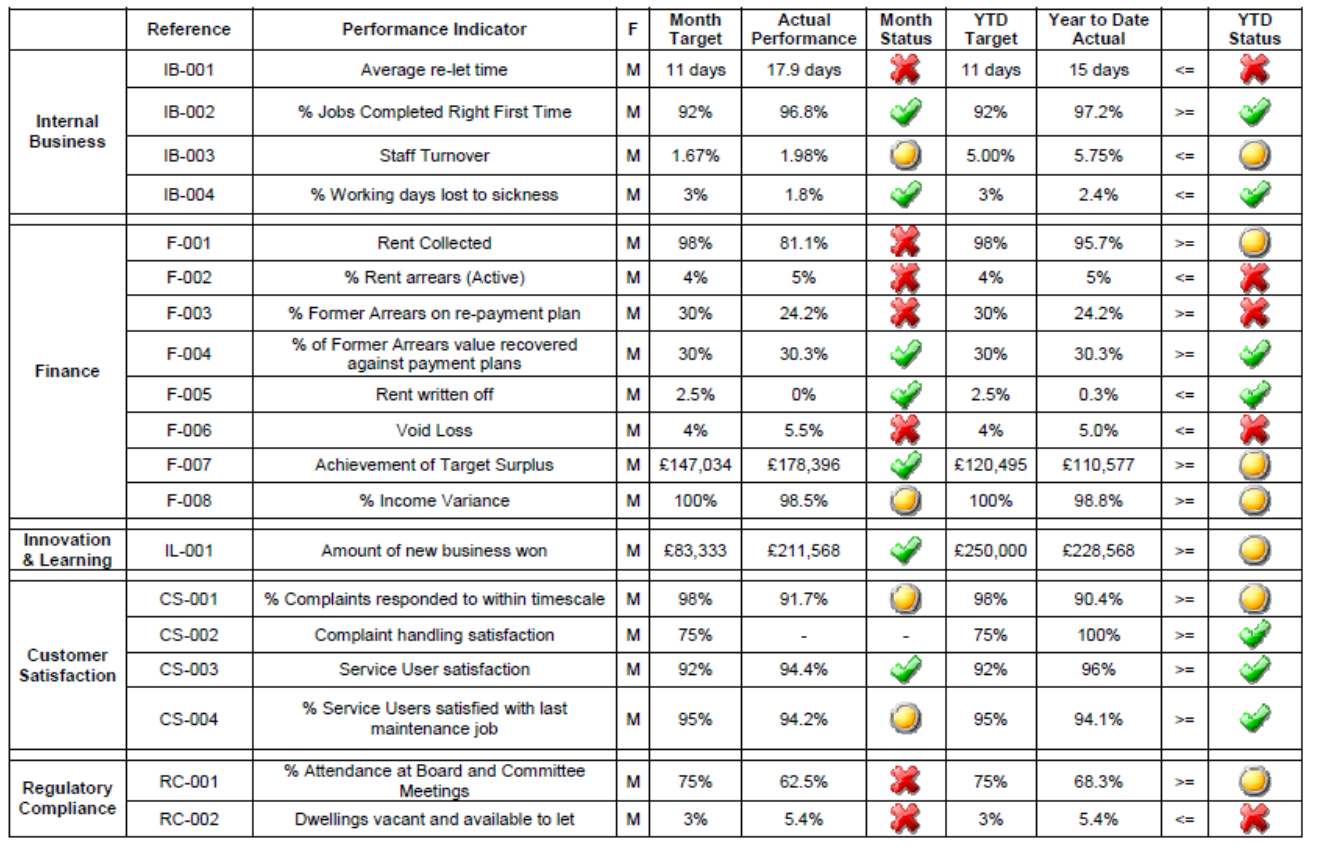 Reference Performance Indicator F Month Target Actual Performance Month Status YTD Target Year to Date Actual YTD Status
Internal Business
IB-001 Average re-let time M 11 days 17.9 days 11 days 15 days <=
IB-002 % Jobs Completed Right First Time M 92% 96.8% 92% 97.2% >=
IB-003 Staff Turnover M 1.67% 1.98% 5.00% 5.75% <=
IB-004 % Working days lost to sickness M 3% 1.8% 3% 2.4% <=
Finance
F-001 Rent Collected M 98% 81.1% 98% 95.7% >=
F-002 % Rent arrears (Active) M 4% 5% 4% 5% <=
F-003 % Former Arrears on re-payment plan M 30% 24.2% 30% 24.2% >=
F-004 % of Former Arrears value recovered against payment plans M 30% 30.3% 30% 30.3% >=
F-005 Rent written off M 2.5% 0% 2.5% 0.3% <=
F-006 Void Loss M 4% 5.5% 4% 5.0% <=
F-007 Achievement of Target Surplus M £147,034 £178,396 £120,495 £110,577 >=
F-008 % Income Variance M 100% 98.5% 100% 98.8% >=
Innovation & Learning
IL-001 Amount of new business won M £83,333 £211,568 £250,000 £228,568 >=
Customer Satisfaction
CS-001 % Complaints responded to within timescale M 98% 91.7% 98% 90.4% >=
CS-002 Complaint handling satisfaction M 75% - - 75% 100% >=
CS-003 Service User satisfaction M 92% 94.4% 92% 96% >=
CS-004 % Service Users satisfied with last maintenance job M 95% 94.2% 95% 94.1% >=
Regulatory Compliance
RC-001 % Attendance at Board and Committee Meetings M 75% 62.5% 75% 68.3% >=
RC-002 Dwellings vacant and available to let M 3% 5.4% 3% 5.4% <=